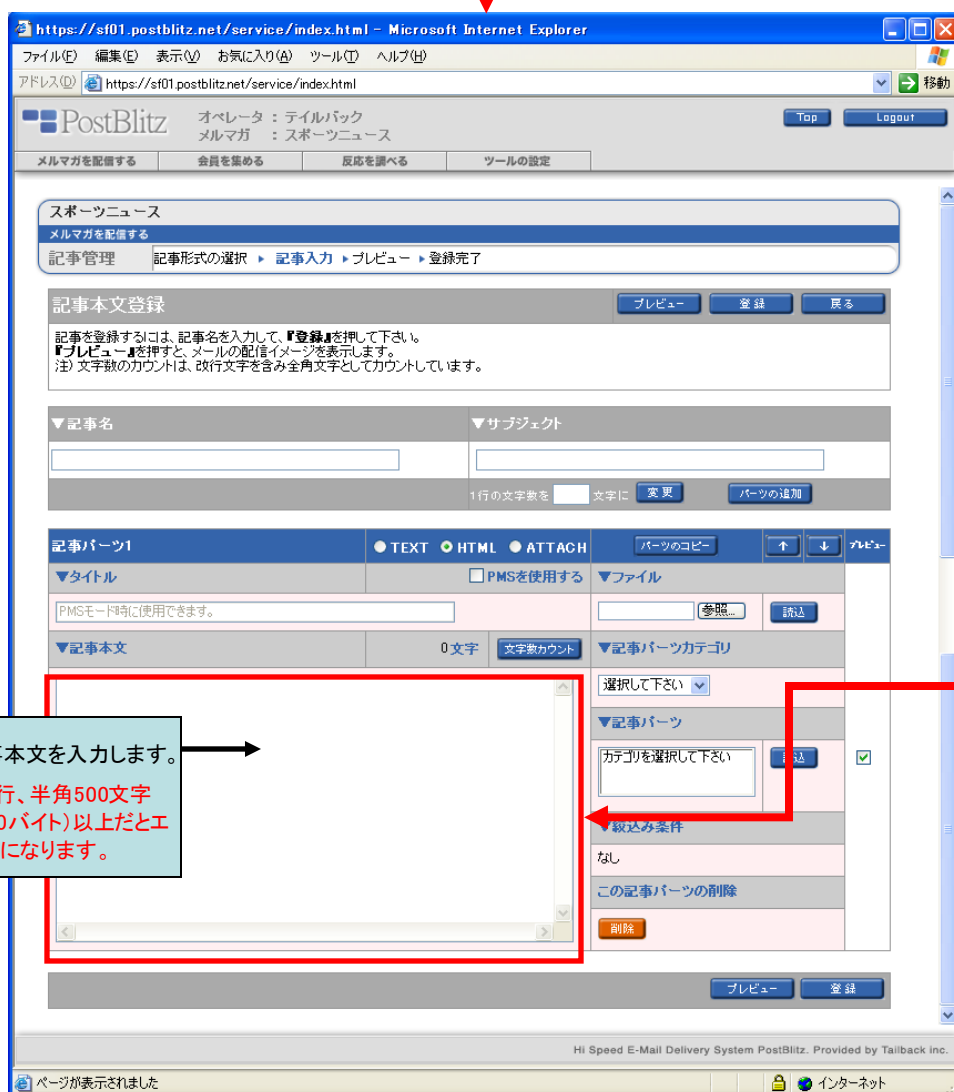 https://sf01.postblitz.net/service/index.html - Microsoft Internet Explorer
ファイル(F) 編集(E) 表示(V) お気に入り(A) ツール(T) ヘルプ(H)
アドレス(D) https://sf01.postblitz.net/service/index.html 移動
PostBlitz オペレータ : テイルバック Top Logout
メルマガ : スポーツニュース
メルマガを配信する 会員を集める 反応を調べる ツールの設定
スポーツニュース
メルマガを配信する
記事管理 記事形式の選択 ▶ 記事入力 ▶ プレビュー ▶ 登録完了
記事本文登録 プレビュー 登録 戻る
記事を登録するには、記事名を入力して、『登録』を押して下さい。
『プレビュー』を押すと、メールの配信イメージを表示します。
注) 文字数のカウントは、改行文字を含み全角文字としてカウントしています。
▼記事名 ▼サブジェクト
1行の文字数を 文字に 変更 パーツの追加
記事パーツ1 TEXT HTML ATTACH パーツのコピー ↑ ↓ プレビュー
▼タイトル PMSを使用する ▼ファイル
PMSモード時に使用できます。 参照... 読込
▼記事本文 0文字 文字数カウント ▼記事パーツカテゴリ
選択して下さい
▼記事パーツ
カテゴリを選択して下さい 読込
▼絞込み条件
なし
この記事パーツの削除
削除
本文を入力します。
行、半角500文字
0バイト)以上だとエ
になります。
プレビュー 登録
Hi Speed E-Mail Delivery System PostBlitz. Provided by Tailback inc.
ページが表示されました インターネット